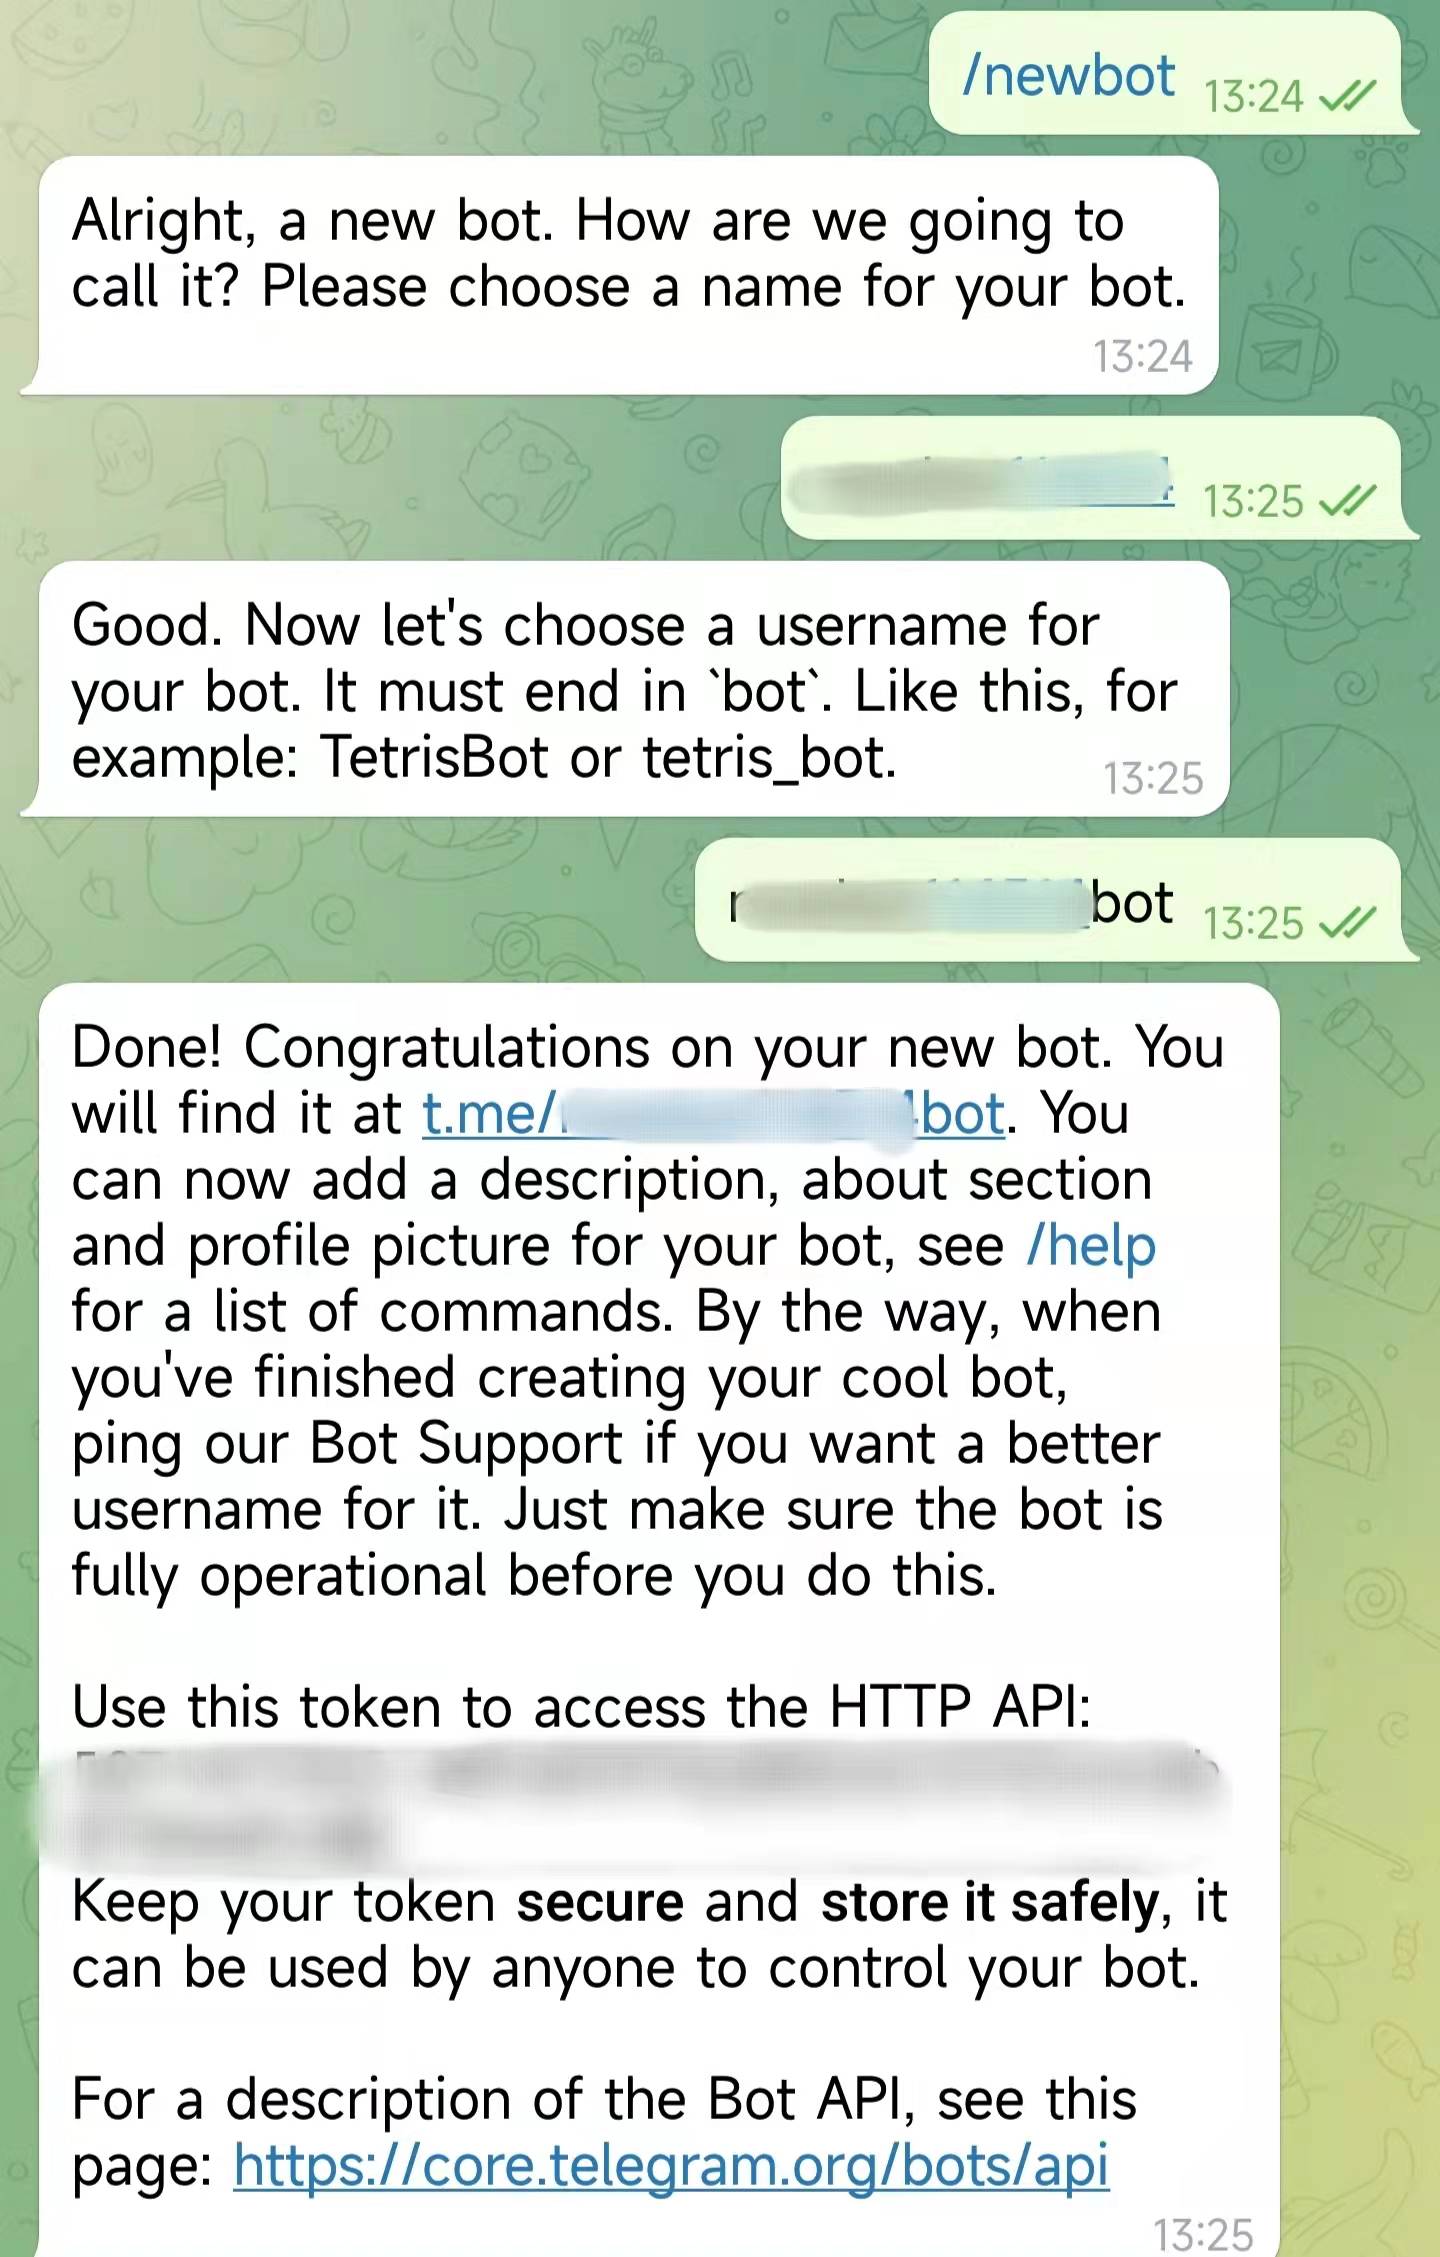 /newbot 13:24
Alright, a new bot. How are we going to
call it? Please choose a name for your bot.
13:24
13:25
Good. Now let's choose a username for
your bot. It must end in `bot`. Like this, for
example: TetrisBot or tetris_bot.
13:25
bot 13:25
Done! Congratulations on your new bot. You
will find it at t.me/ bot. You
can now add a description, about section
and profile picture for your bot, see /help
for a list of commands. By the way, when
you've finished creating your cool bot,
ping our Bot Support if you want a better
username for it. Just make sure the bot is
fully operational before you do this.
Use this token to access the HTTP API:
Keep your token secure and store it safely, it
can be used by anyone to control your bot.
For a description of the Bot API, see this
page: https://core.telegram.org/bots/api
13:25